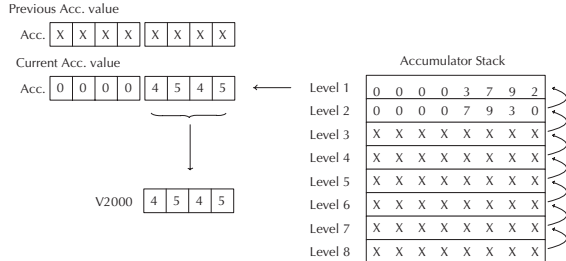 Previous Acc. value
Acc. X X X X X X X X
Current Acc. value
Acc. 0 0 0 0 4 5 4 5
V2000 4 5 4 5
Accumulator Stack
Level 1 0 0 0 0 3 7 9 2
Level 2 0 0 0 0 7 9 3 0
Level 3 X X X X X X X X
Level 4 X X X X X X X X
Level 5 X X X X X X X X
Level 6 X X X X X X X X
Level 7 X X X X X X X X
Level 8 X X X X X X X X